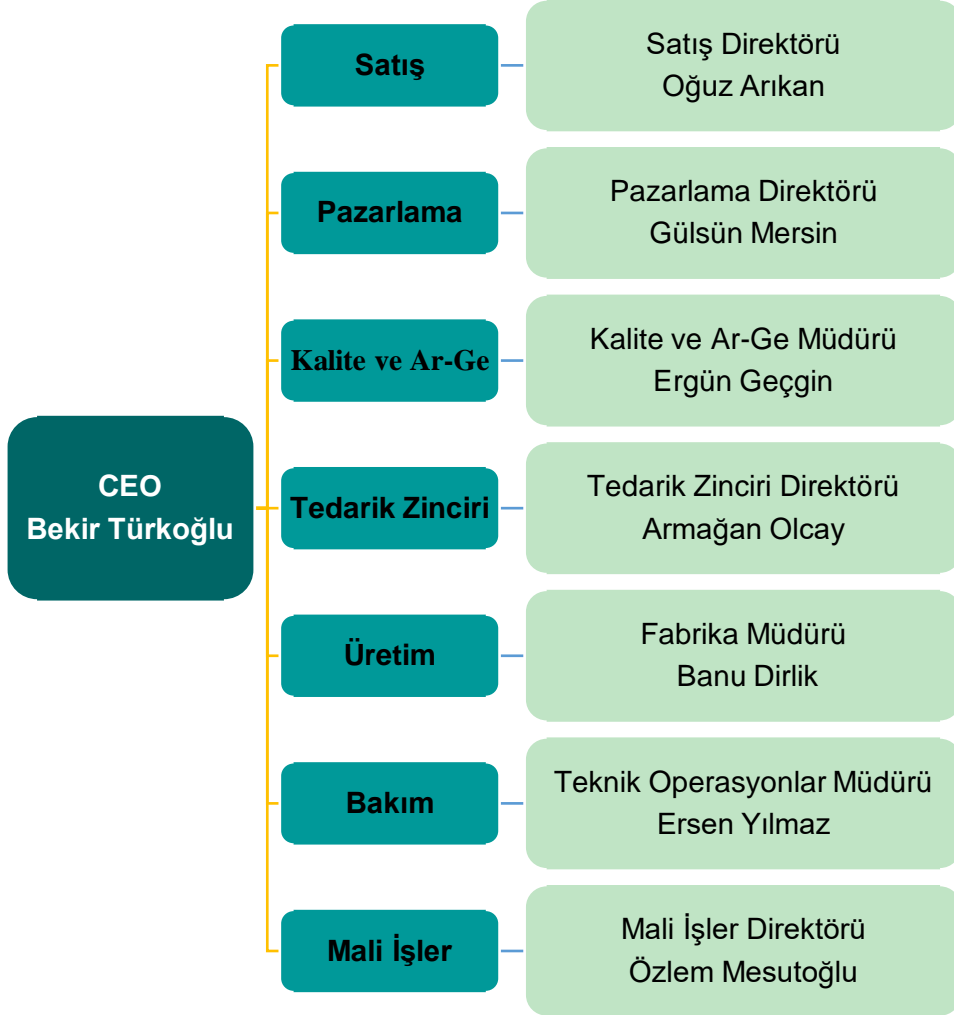 Satış
Satış Direktörü
Oğuz Arıkan
Pazarlama
Pazarlama Direktörü
Gülsün Mersin
Kalite ve Ar-Ge
Kalite ve Ar-Ge Müdürü
Ergün Geçgin
CEO
Bekir Türkoğlu
Tedarik Zinciri
Tedarik Zinciri Direktörü
Armağan Olcay
Üretim
Fabrika Müdürü
Banu Dirlik
Bakım
Teknik Operasyonlar Müdürü
Ersen Yılmaz
Mali İşler
Mali İşler Direktörü
Özlem Mesutoğlu